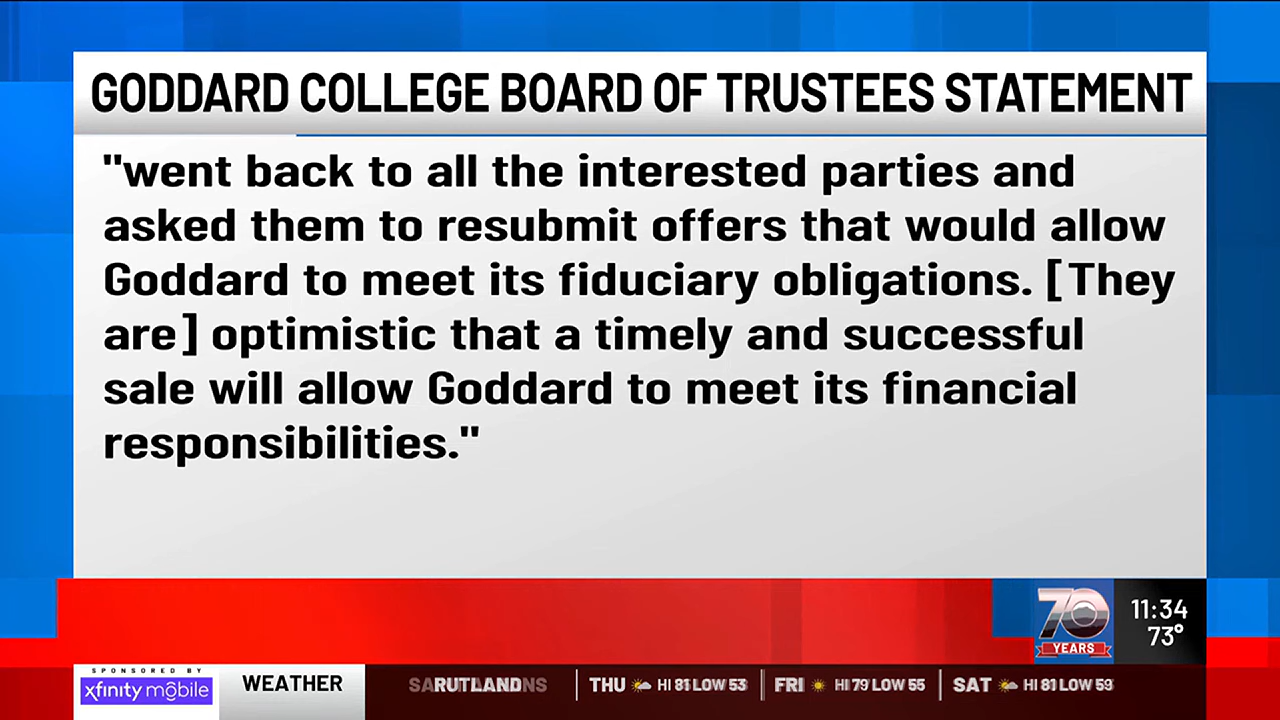 GODDARD COLLEGE BOARD OF TRUSTEES STATEMENT
"went back to all the interested parties and
asked them to resubmit offers that would allow
Goddard to meet its fiduciary obligations. [They
are] optimistic that a timely and successful
sale will allow Goddard to meet its financial
responsibilities."
70
YEARS
11:34
73°
SPONSORED BY
xfinity mobile
WEATHER
RUTLAND
THU HI 81 LOW 53
FRI HI 79 LOW 55
SAT HI 81 LOW 59